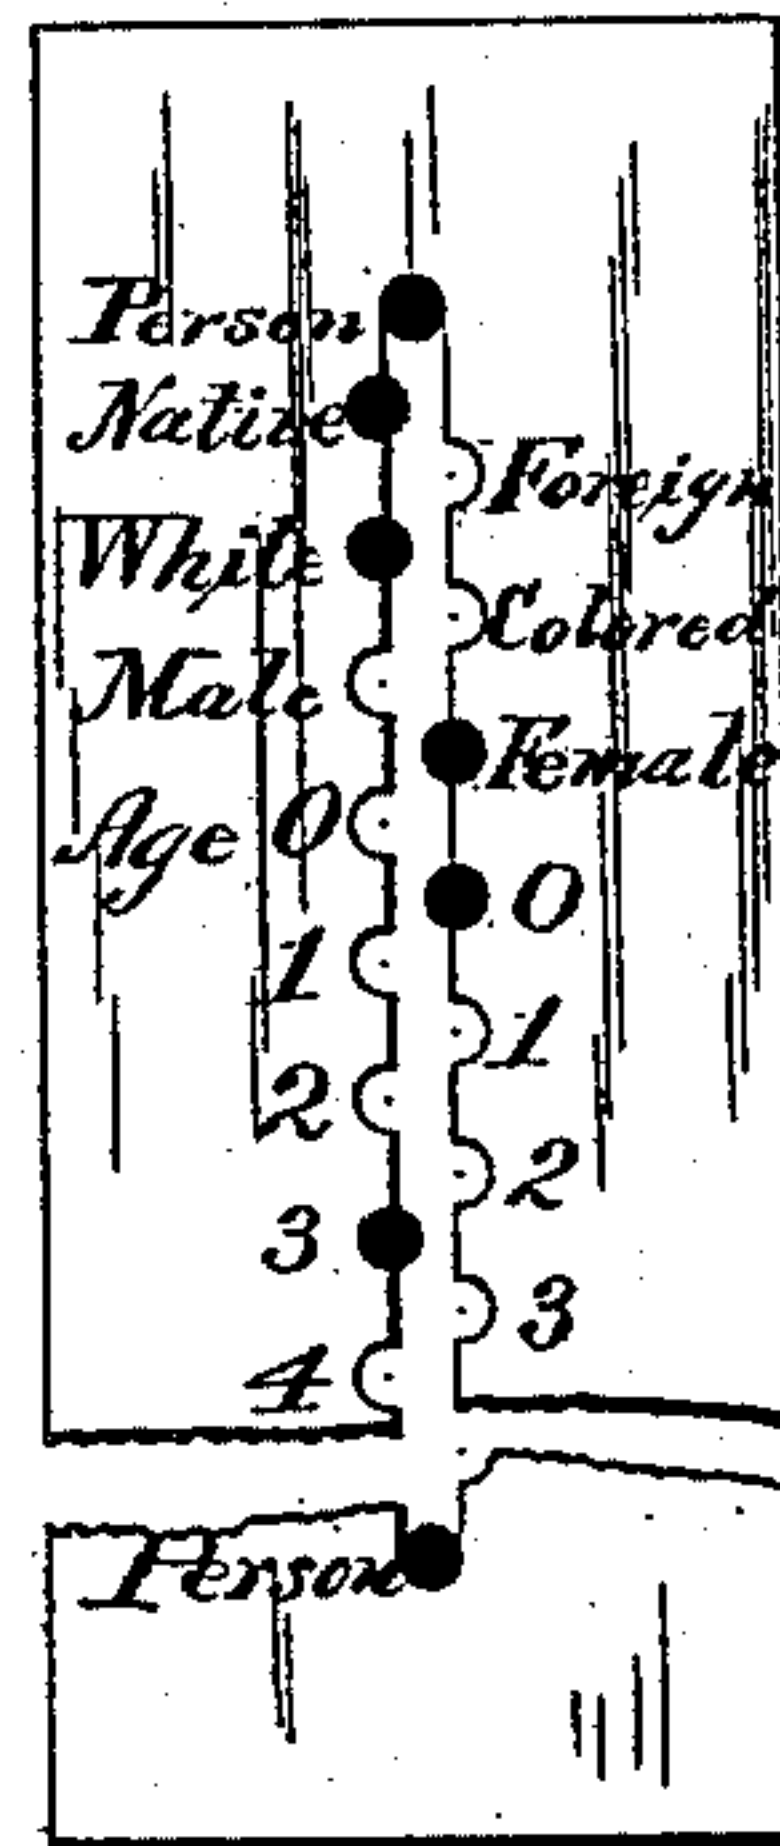 Person
Native
Foreign
White
Colored
Male
Female
Age 0
0
1
1
2
2
3
3
4
Person